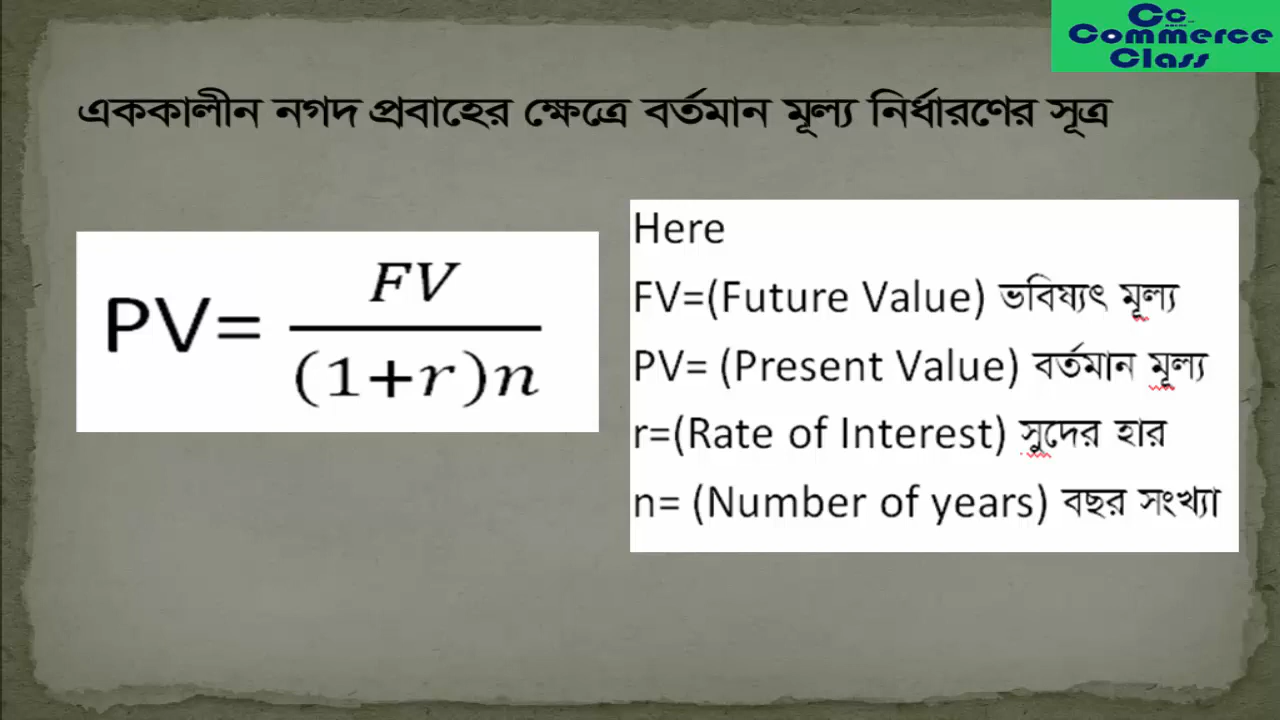 Cc
Commerce
Class
এককালীন নগদ প্রবাহের ক্ষেত্রে বর্তমান মূল্য নির্ধারণের সূত্র
PV= FV
(1+r)n
Here
FV=(Future Value) ভবিষ্যৎ মূল্য
PV= (Present Value) বর্তমান মূল্য
r=(Rate of Interest) সুদের হার
n= (Number of years) বছর সংখ্যা